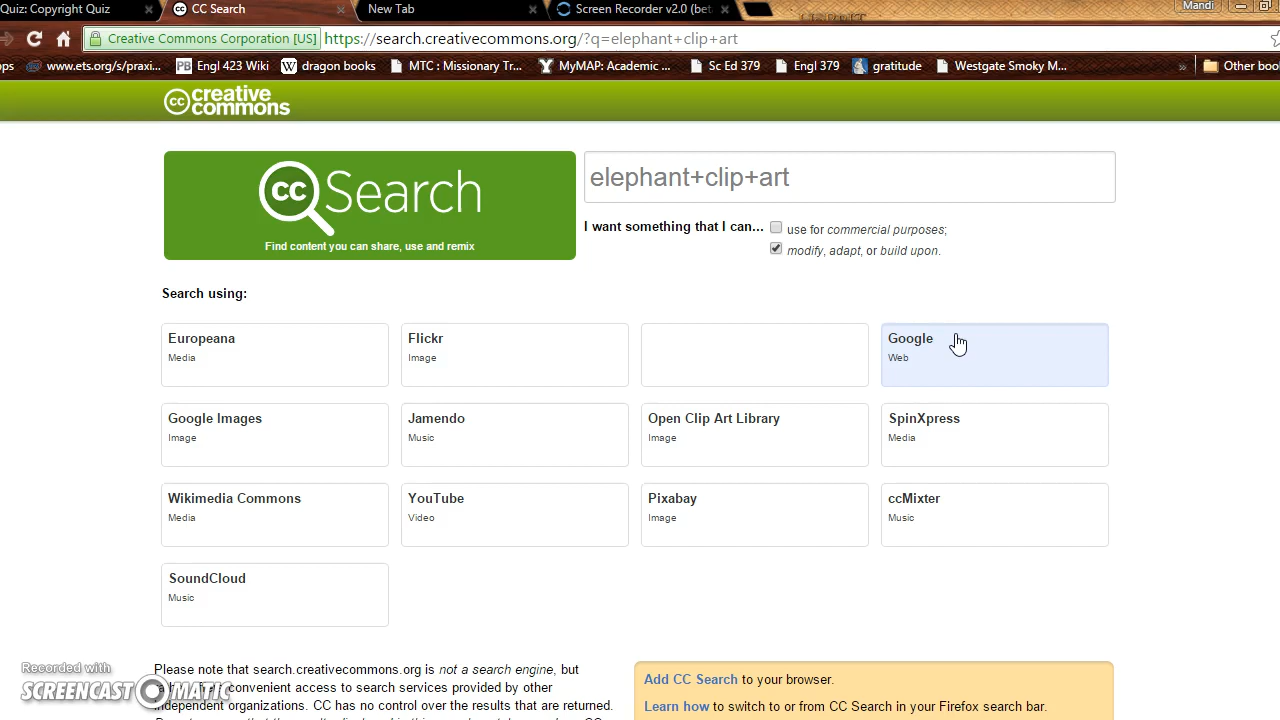 Quiz: Copyright Quiz
CC Search
New Tab
Screen Recorder v2.0 (bet
Mandi
Creative Commons Corporation [US]
https://search.creativecommons.org/?q=elephant+clip+art
ps
www.ets.org/s/praxi...
PB Engl 423 Wiki
W dragon books
MTC : Missionary Tr...
Y MyMAP: Academic ...
Sc Ed 379
Engl 379
gratitude
Westgate Smoky M...
»
Other boo
cc creative commons
cc Search
Find content you can share, use and remix
elephant+clip+art
I want something that I can...
use for commercial purposes;
modify, adapt, or build upon.
Search using:
Europeana
Media
Flickr
Image
Google
Web
Google Images
Image
Jamendo
Music
Open Clip Art Library
Image
SpinXpress
Media
Wikimedia Commons
Media
YouTube
Video
Pixabay
Image
ccMixter
Music
SoundCloud
Music
Please note that search.creativecommons.org is not a search engine, but
convenient access to search services provided by other
independent organizations. CC has no control over the results that are returned.
Add CC Search to your browser.
Learn how to switch to or from CC Search in your Firefox search bar.
Recorded with
SCREENCAST-O-MATIC